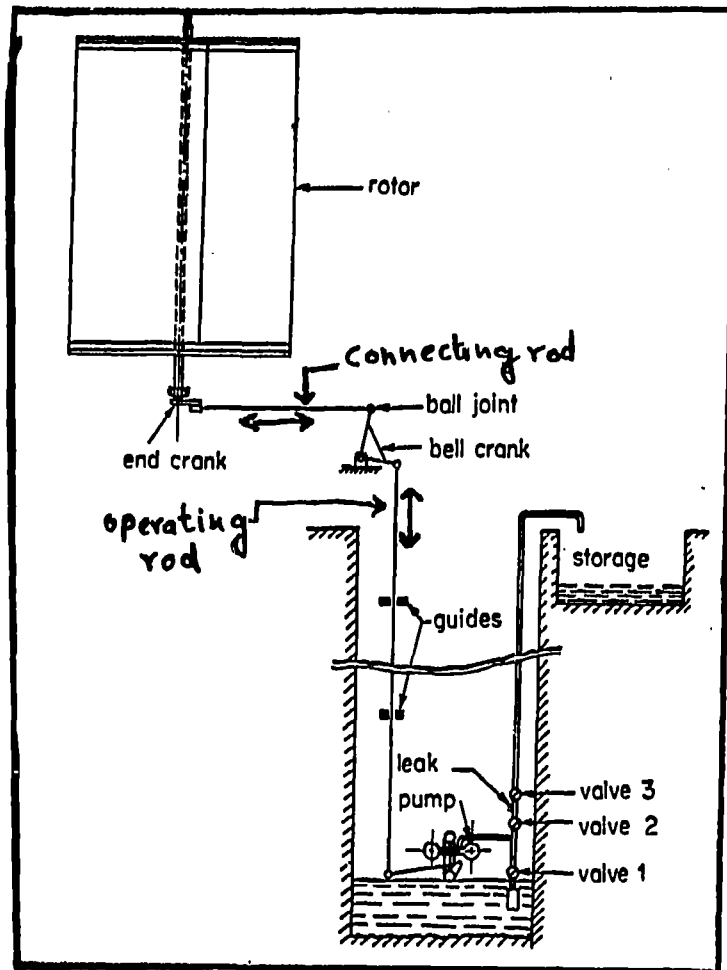 rotor
connecting rod
ball joint
bell crank
end crank
operating
rod
storage
guides
leak
pump
valve 3
valve 2
valve 1